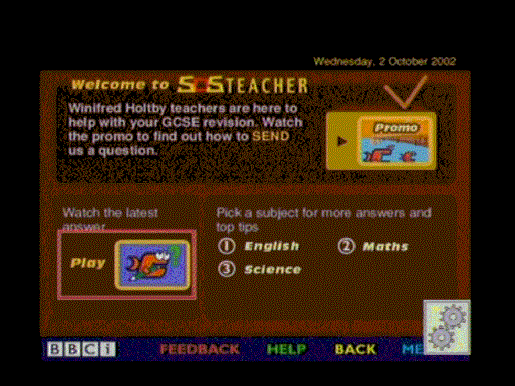 Wednesday, 2 October 2002
Welcome to SOS TEACHER
Winifred Holtby teachers are here to
help with your GCSE revision. Watch
the promo to find out how to SEND
us a question.
Promo
Watch the latest
answer
Pick a subject for more answers and
top tips
Play
1 English
2 Maths
3 Science
BBCi
FEEDBACK
HELP
BACK
ME